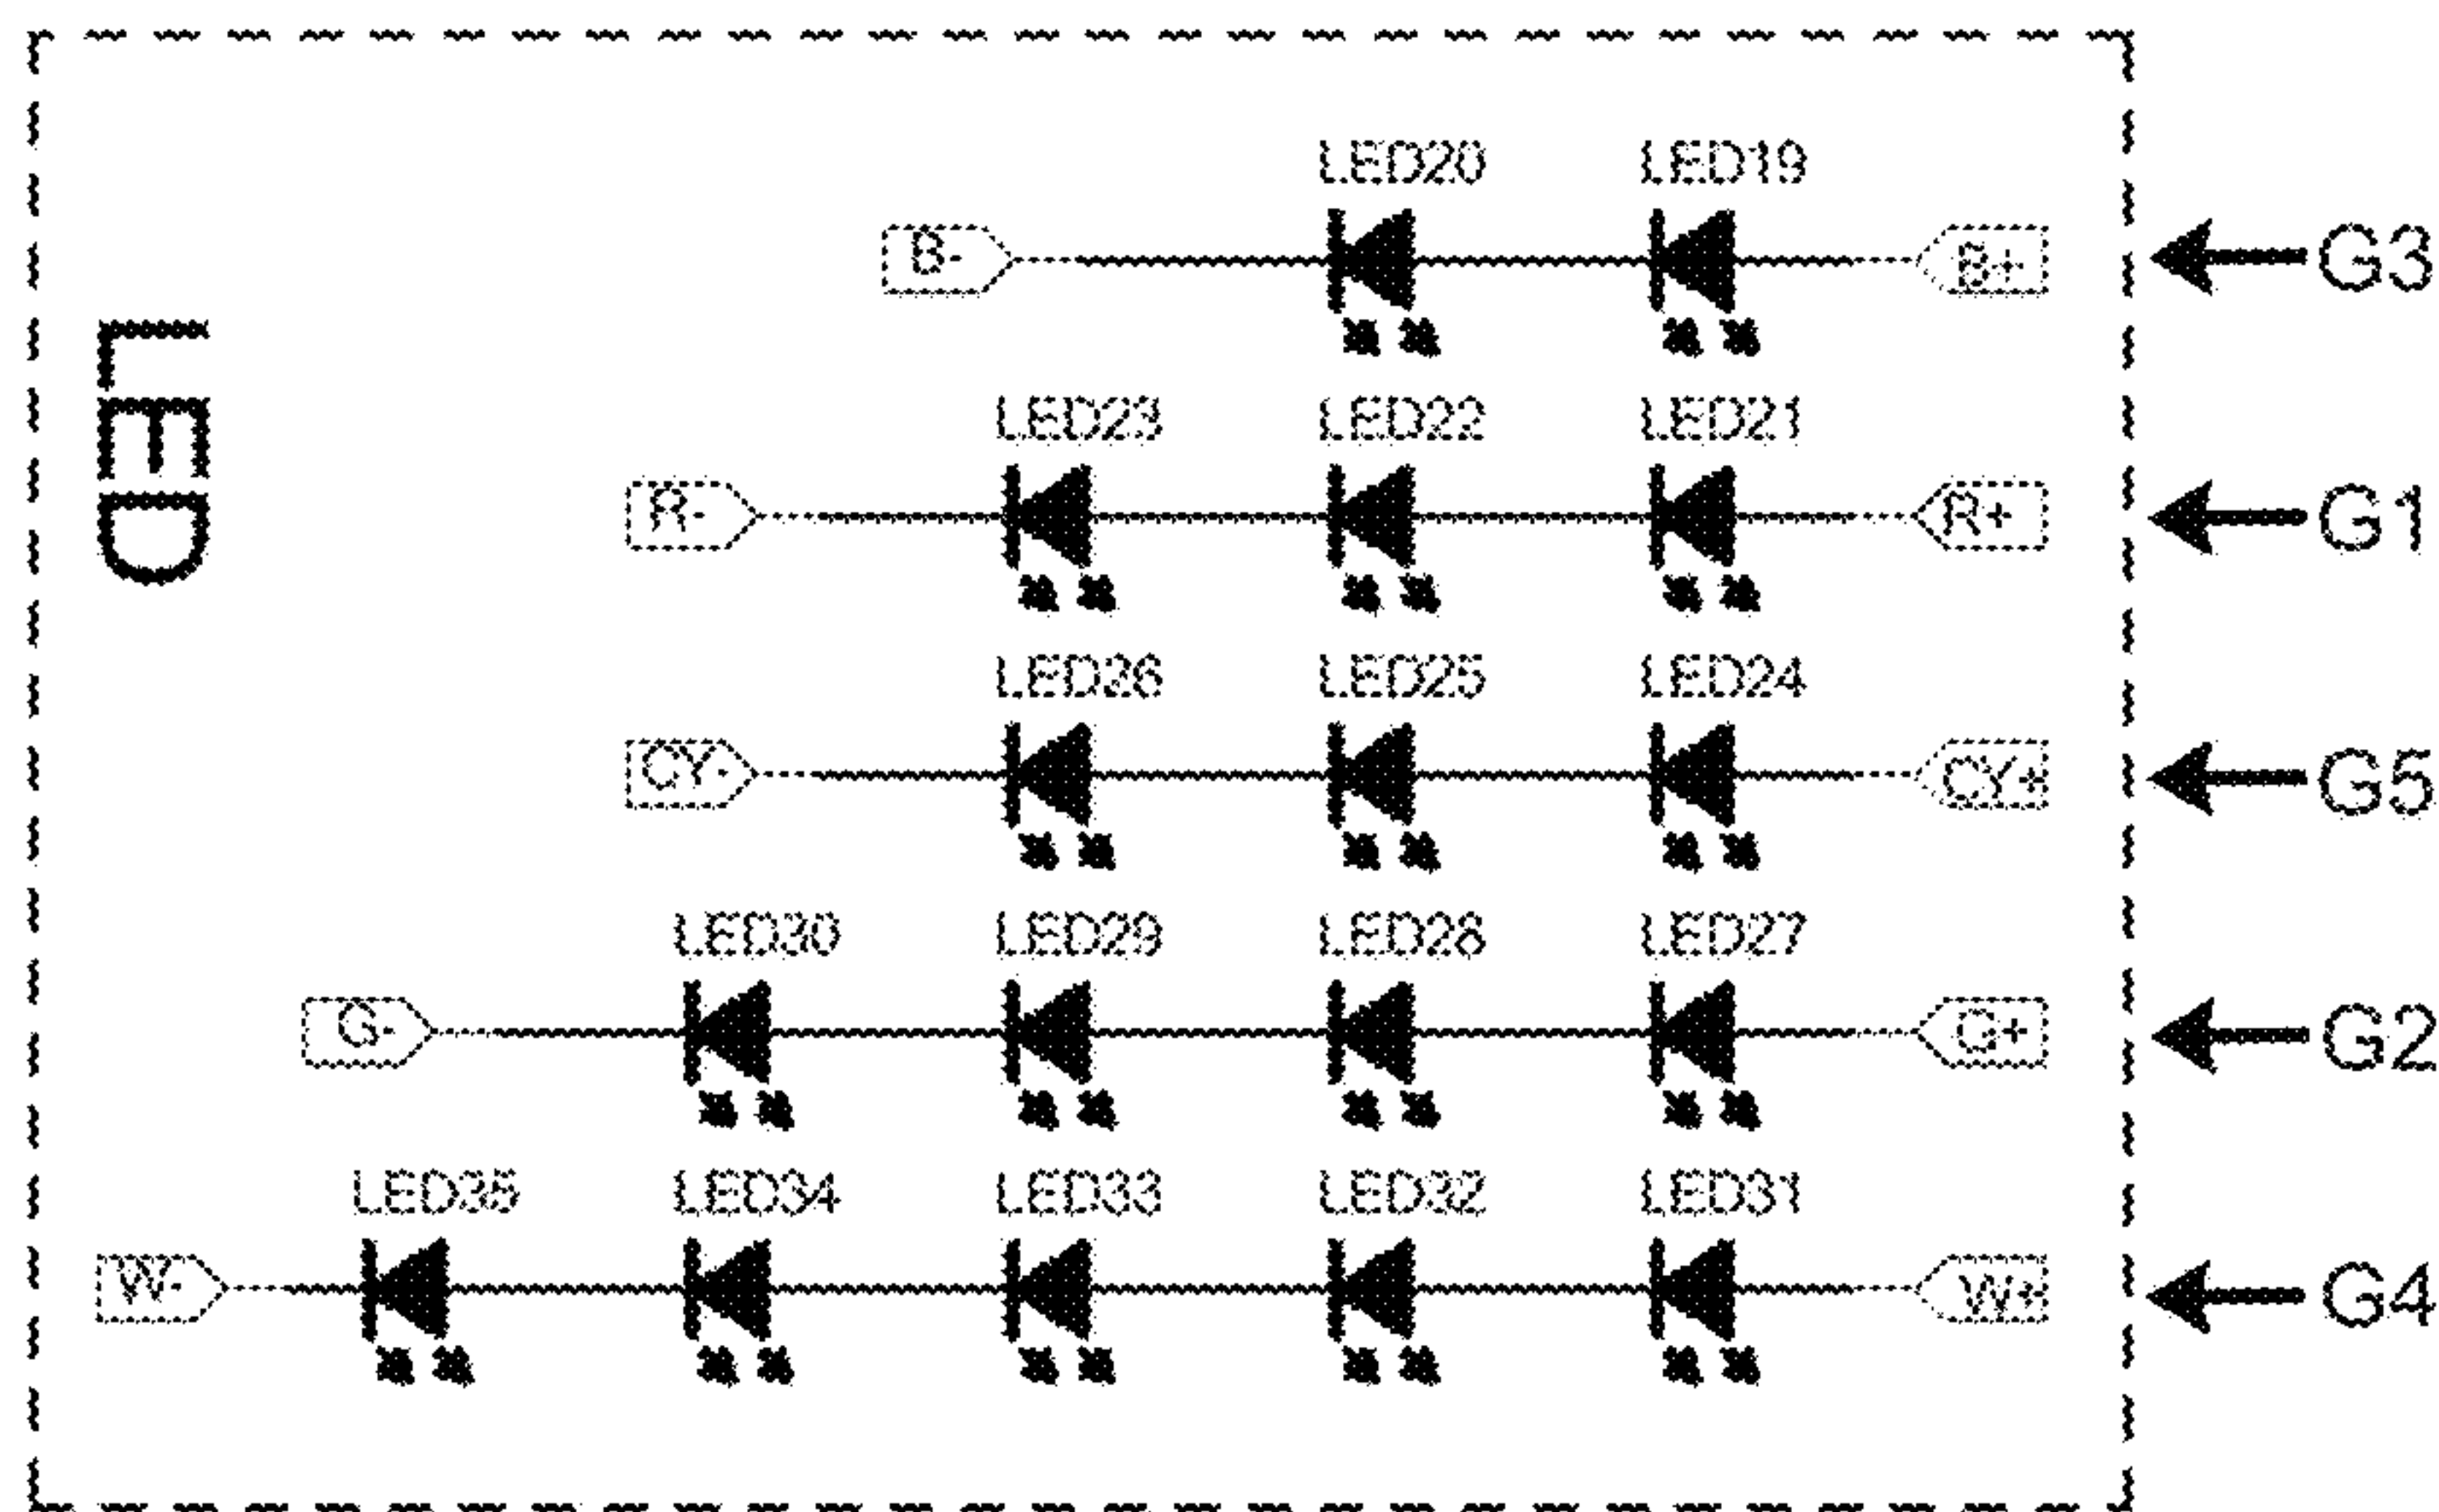 LED
LED20 LED19
B- B+ G3
LED23 LED22 LED21
R- R+ G1
LED26 LED25 LED24
CY- CY+ G5
LED30 LED29 LED28 LED27
G- G+ G2
LED35 LED34 LED33 LED32 LED31
W- W+ G4